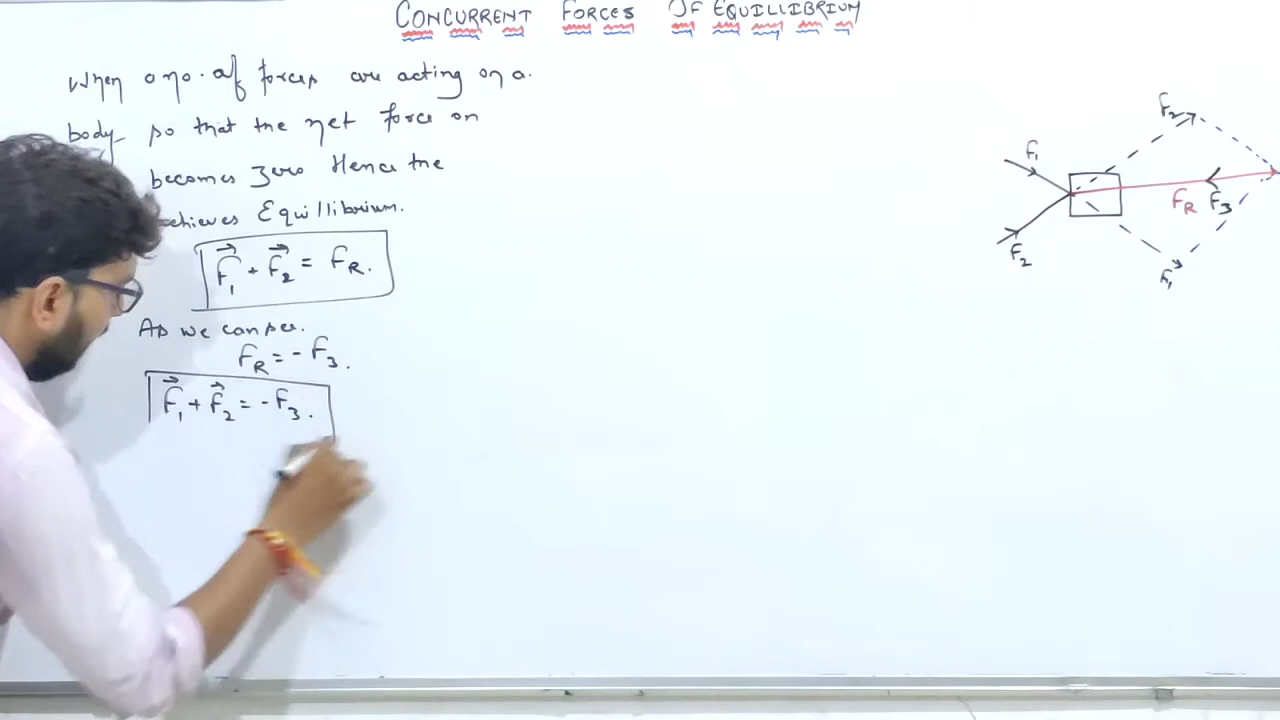 CONCURRENT FORCES OF EQUILLIBRIUM
When a no. of forces are acting on a
body so that the net force on
becomes zero Hence the
achieves Equillibrium.
F₁ + F₂ = F_R.
As we can see.
F_R = - F₃.
F₁ + F₂ = - F₃.
F₂
F₁
F_R F₃
F₂
F₁